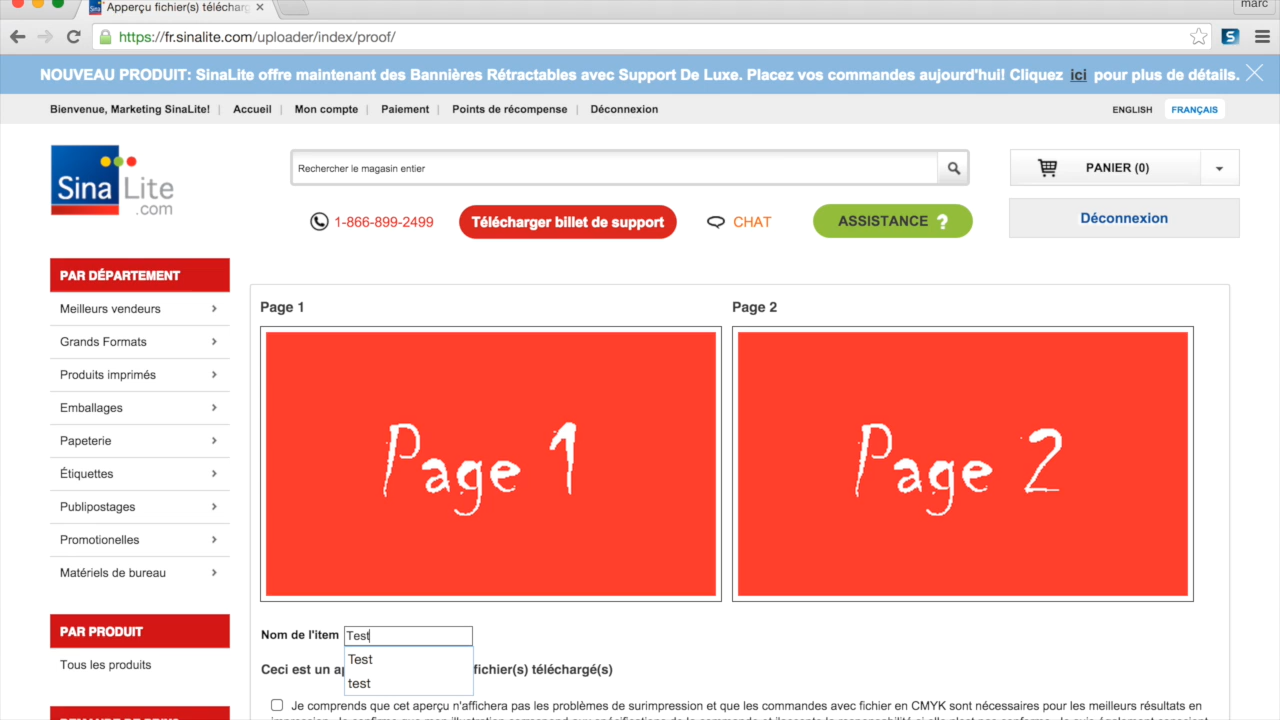 marc
Apperçu fichier(s) télécharg
https://fr.sinalite.com/uploader/index/proof/
NOUVEAU PRODUIT: SinaLite offre maintenant des Bannières Rétractables avec Support De Luxe. Placez vos commandes aujourd'hui! Cliquez ici pour plus de détails.
Bienvenue, Marketing SinaLite! | Accueil | Mon compte | Paiement | Points de récompense | Déconnexion
ENGLISH FRANÇAIS
Sina Lite
.com
Rechercher le magasin entier
PANIER (0)
1-866-899-2499
Télécharger billet de support
CHAT
ASSISTANCE ?
Déconnexion
PAR DÉPARTEMENT
Meilleurs vendeurs
Grands Formats
Produits imprimés
Emballages
Papeterie
Étiquettes
Publipostages
Promotionelles
Matériels de bureau
PAR PRODUIT
Tous les produits
Page 1
Page 2
Page 1
Page 2
Nom de l'item Test
Test
test
Ceci est un a fichier(s) téléchargé(s)
Je comprends que cet aperçu n'affichera pas les problèmes de surimpression et que les commandes avec fichier en CMYK sont nécessaires pour les meilleurs résultats en